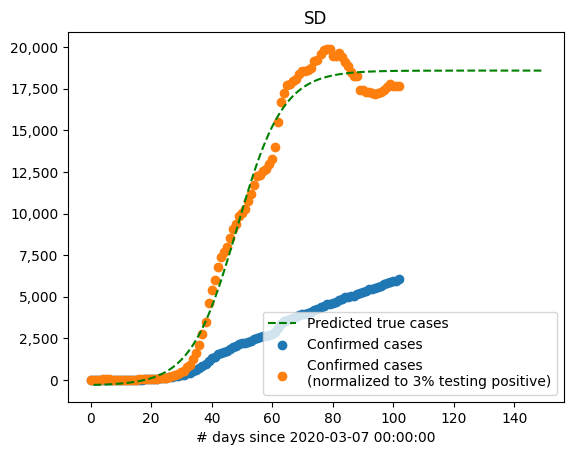 SD
20,000
17,500
15,000
12,500
10,000
7,500
5,000
2,500
0
Predicted true cases
Confirmed cases
Confirmed cases
(normalized to 3% testing positive)
0 20 40 60 80 100 120 140
# days since 2020-03-07 00:00:00